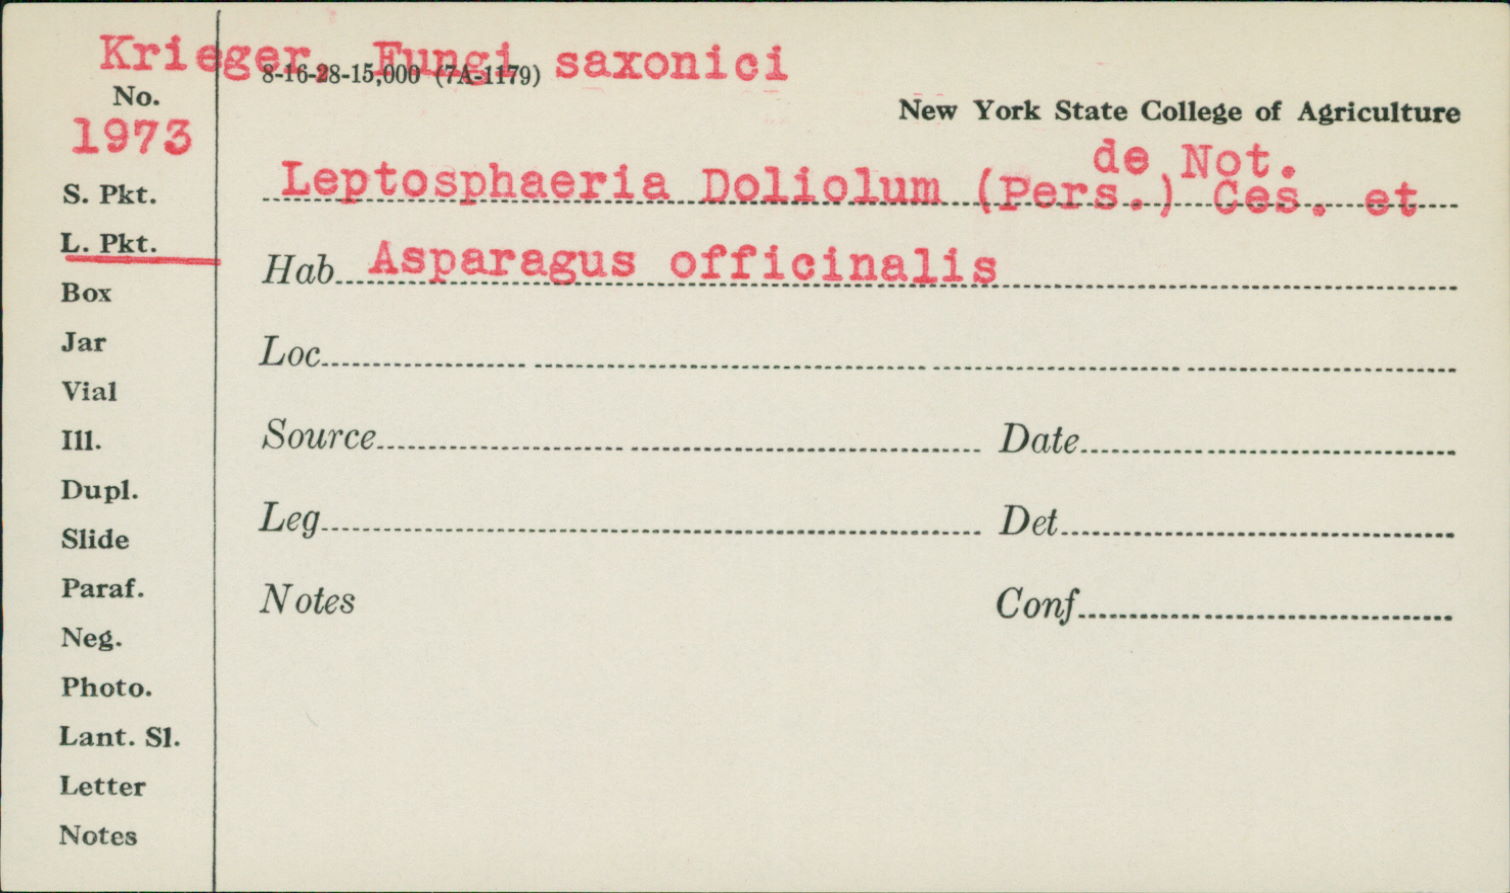 Krieger, Fungi saxonici
8-16-28-15,000 (7A-1179)
No.
1973
New York State College of Agriculture
de Not.
Leptosphaeria Doliolum (Pers.) Ces. et
S. Pkt.
L. Pkt.
Hab Asparagus officinalis
Box
Jar
Loc
Vial
Ill.
Source Date
Dupl.
Slide
Leg Det
Paraf.
Notes Conf
Neg.
Photo.
Lant. Sl.
Letter
Notes